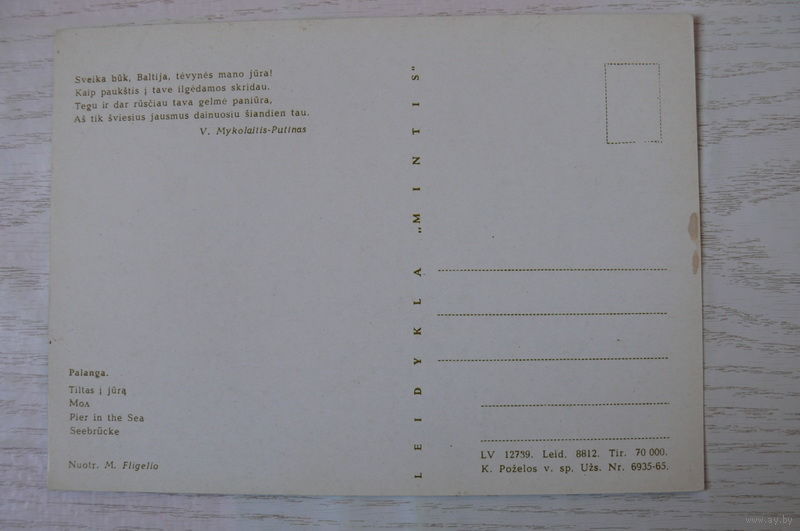 Sveika būk, Baltija, tėvynės mano jūra!
Kaip paukštis į tave ilgėdamos skridau.
Tegu ir dar rūsčiau tava gelmė paniūra,
Aš tik šviesius jausmus dainuosiu šiandien tau.
V. Mykolaitis-Putinas
Palanga.
Tiltas į jūrą
Мол
Pier in the Sea
Seebrücke
Nuotr. M. Fligelio
LEIDYKLA „MINTIS"
LV 12739. Leid. 8812. Tir. 70 000.
K. Poželos v. sp. Užs. Nr. 6935-65.
www.ay.by